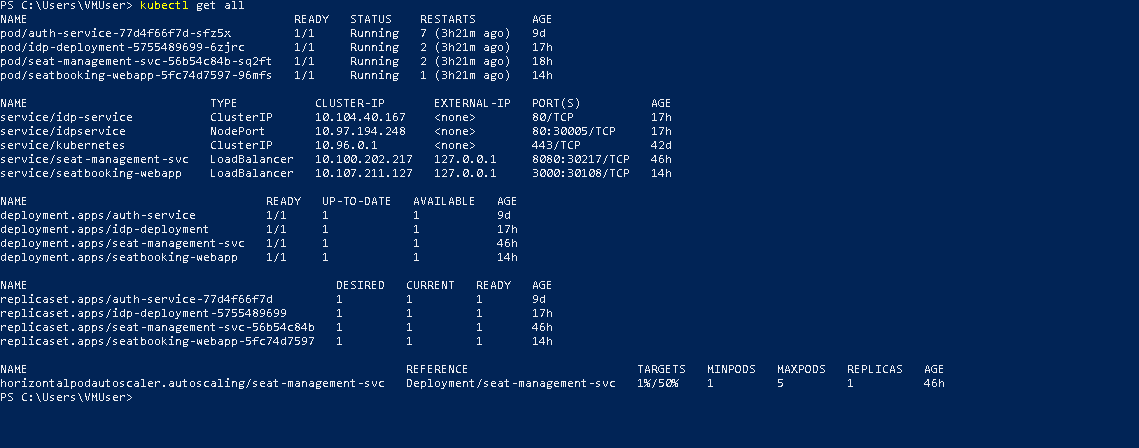 PS C:\Users\VMUser> kubectl get all
NAME                                      READY   STATUS    RESTARTS        AGE
pod/auth-service-77d4f66f7d-sfz5x         1/1     Running   7 (3h21m ago)   9d
pod/idp-deployment-5755489699-6zjrc       1/1     Running   2 (3h21m ago)   17h
pod/seat-management-svc-56b54c84b-sq2ft   1/1     Running   2 (3h21m ago)   18h
pod/seatbooking-webapp-5fc74d7597-96mfs   1/1     Running   1 (3h21m ago)   14h
NAME                          TYPE           CLUSTER-IP       EXTERNAL-IP   PORT(S)          AGE
service/idp-service           ClusterIP      10.104.40.167    <none>        80/TCP           17h
service/idpservice            NodePort       10.97.194.248    <none>        80:30005/TCP     17h
service/kubernetes            ClusterIP      10.96.0.1        <none>        443/TCP          42d
service/seat-management-svc   LoadBalancer   10.100.202.217   127.0.0.1     8080:30217/TCP   46h
service/seatbooking-webapp    LoadBalancer   10.107.211.127   127.0.0.1     3000:30108/TCP   14h
NAME                                  READY   UP-TO-DATE   AVAILABLE   AGE
deployment.apps/auth-service          1/1     1            1           9d
deployment.apps/idp-deployment        1/1     1            1           17h
deployment.apps/seat-management-svc   1/1     1            1           46h
deployment.apps/seatbooking-webapp    1/1     1            1           14h
NAME                                            DESIRED   CURRENT   READY   AGE
replicaset.apps/auth-service-77d4f66f7d         1         1         1       9d
replicaset.apps/idp-deployment-5755489699       1         1         1       17h
replicaset.apps/seat-management-svc-56b54c84b   1         1         1       46h
replicaset.apps/seatbooking-webapp-5fc74d7597   1         1         1       14h
NAME                                                      REFERENCE                        TARGETS   MINPODS   MAXPODS   REPLICAS   AGE
horizontalpodautoscaler.autoscaling/seat-management-svc   Deployment/seat-management-svc   1%/50%    1         5         1          46h
PS C:\Users\VMUser>